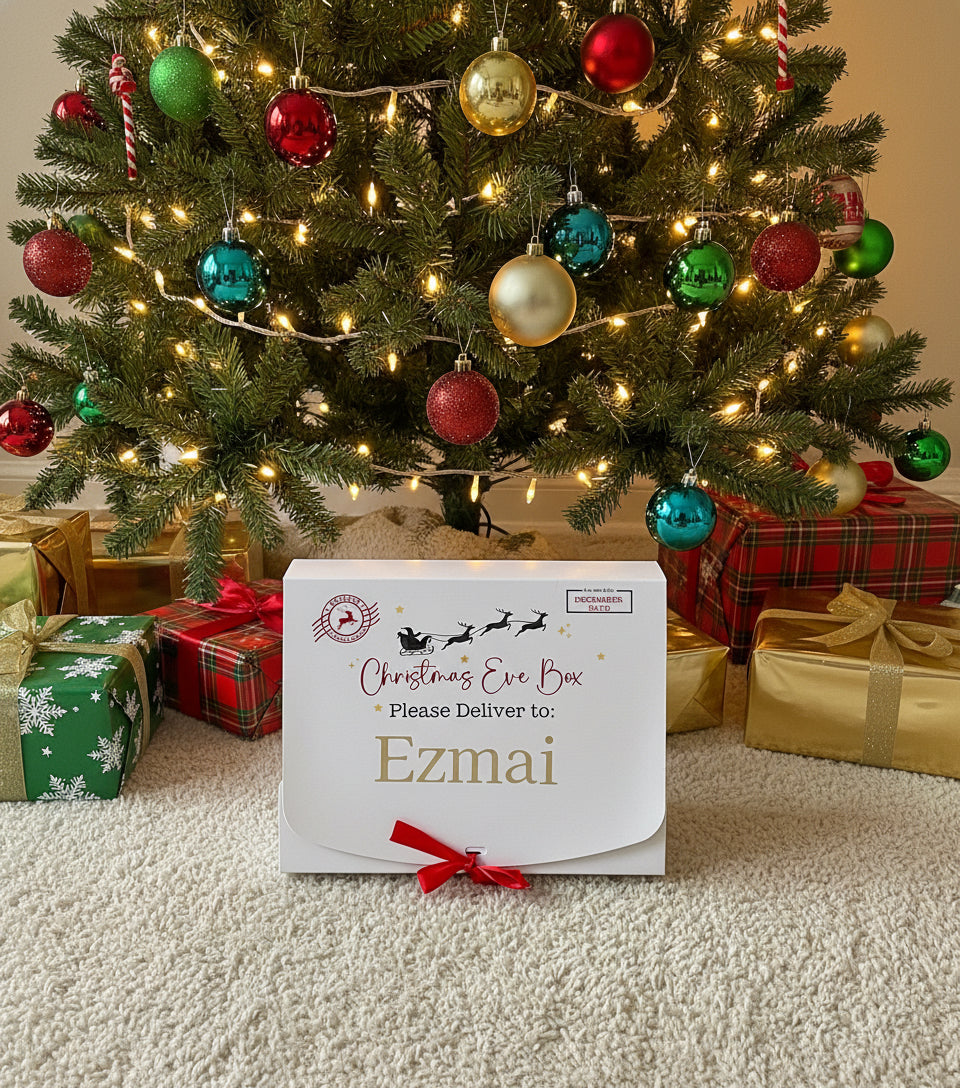 Christmas Eve Box
Please Deliver to:
Ezmai